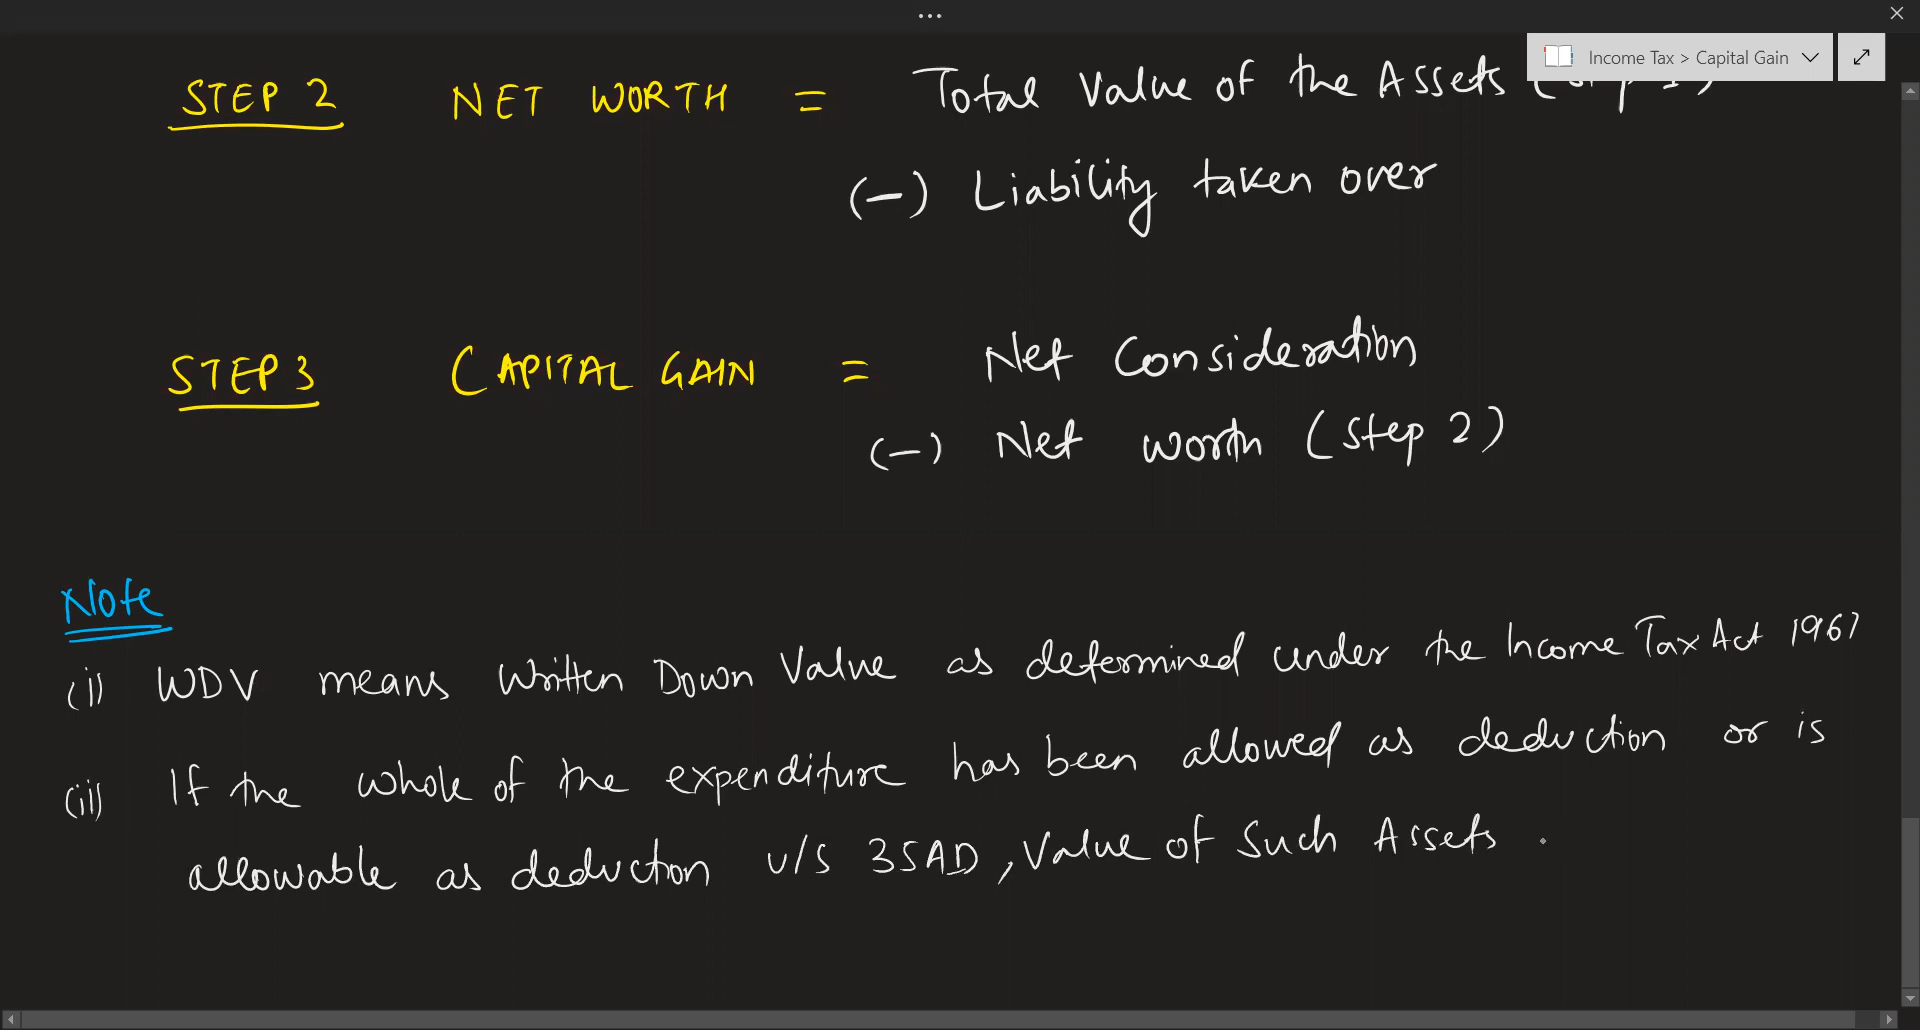 Income Tax > Capital Gain
STEP 2 NET WORTH = Total Value of the Assets (Step 1)
(-) Liability taken over
STEP 3 CAPITAL GAIN = Net Consideration
(-) Net worth (Step 2)
Note
(i) WDV means Written Down Value as determined under the Income Tax Act 1961
(ii) If the whole of the expenditure has been allowed as deduction or is
allowable as deduction u/s 35AD, Value of Such Assets